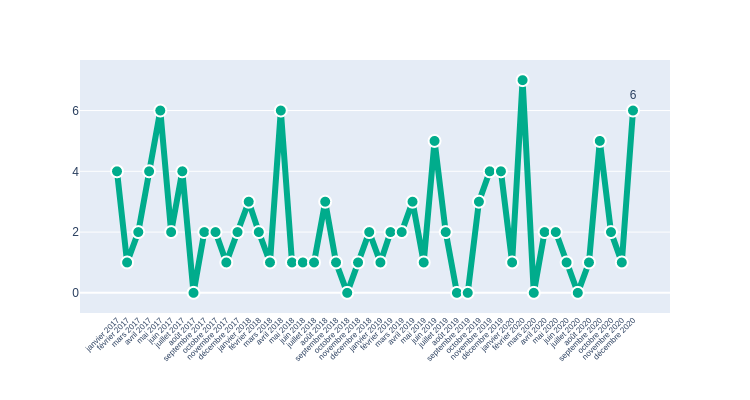 6
6
4
2
0
janvier 2017
février 2017
mars 2017
avril 2017
mai 2017
juin 2017
juillet 2017
août 2017
septembre 2017
octobre 2017
novembre 2017
décembre 2017
janvier 2018
février 2018
mars 2018
avril 2018
mai 2018
juin 2018
juillet 2018
août 2018
septembre 2018
octobre 2018
novembre 2018
décembre 2018
janvier 2019
février 2019
mars 2019
avril 2019
mai 2019
juin 2019
juillet 2019
août 2019
septembre 2019
octobre 2019
novembre 2019
décembre 2019
janvier 2020
février 2020
mars 2020
avril 2020
mai 2020
juin 2020
juillet 2020
août 2020
septembre 2020
octobre 2020
novembre 2020
décembre 2020